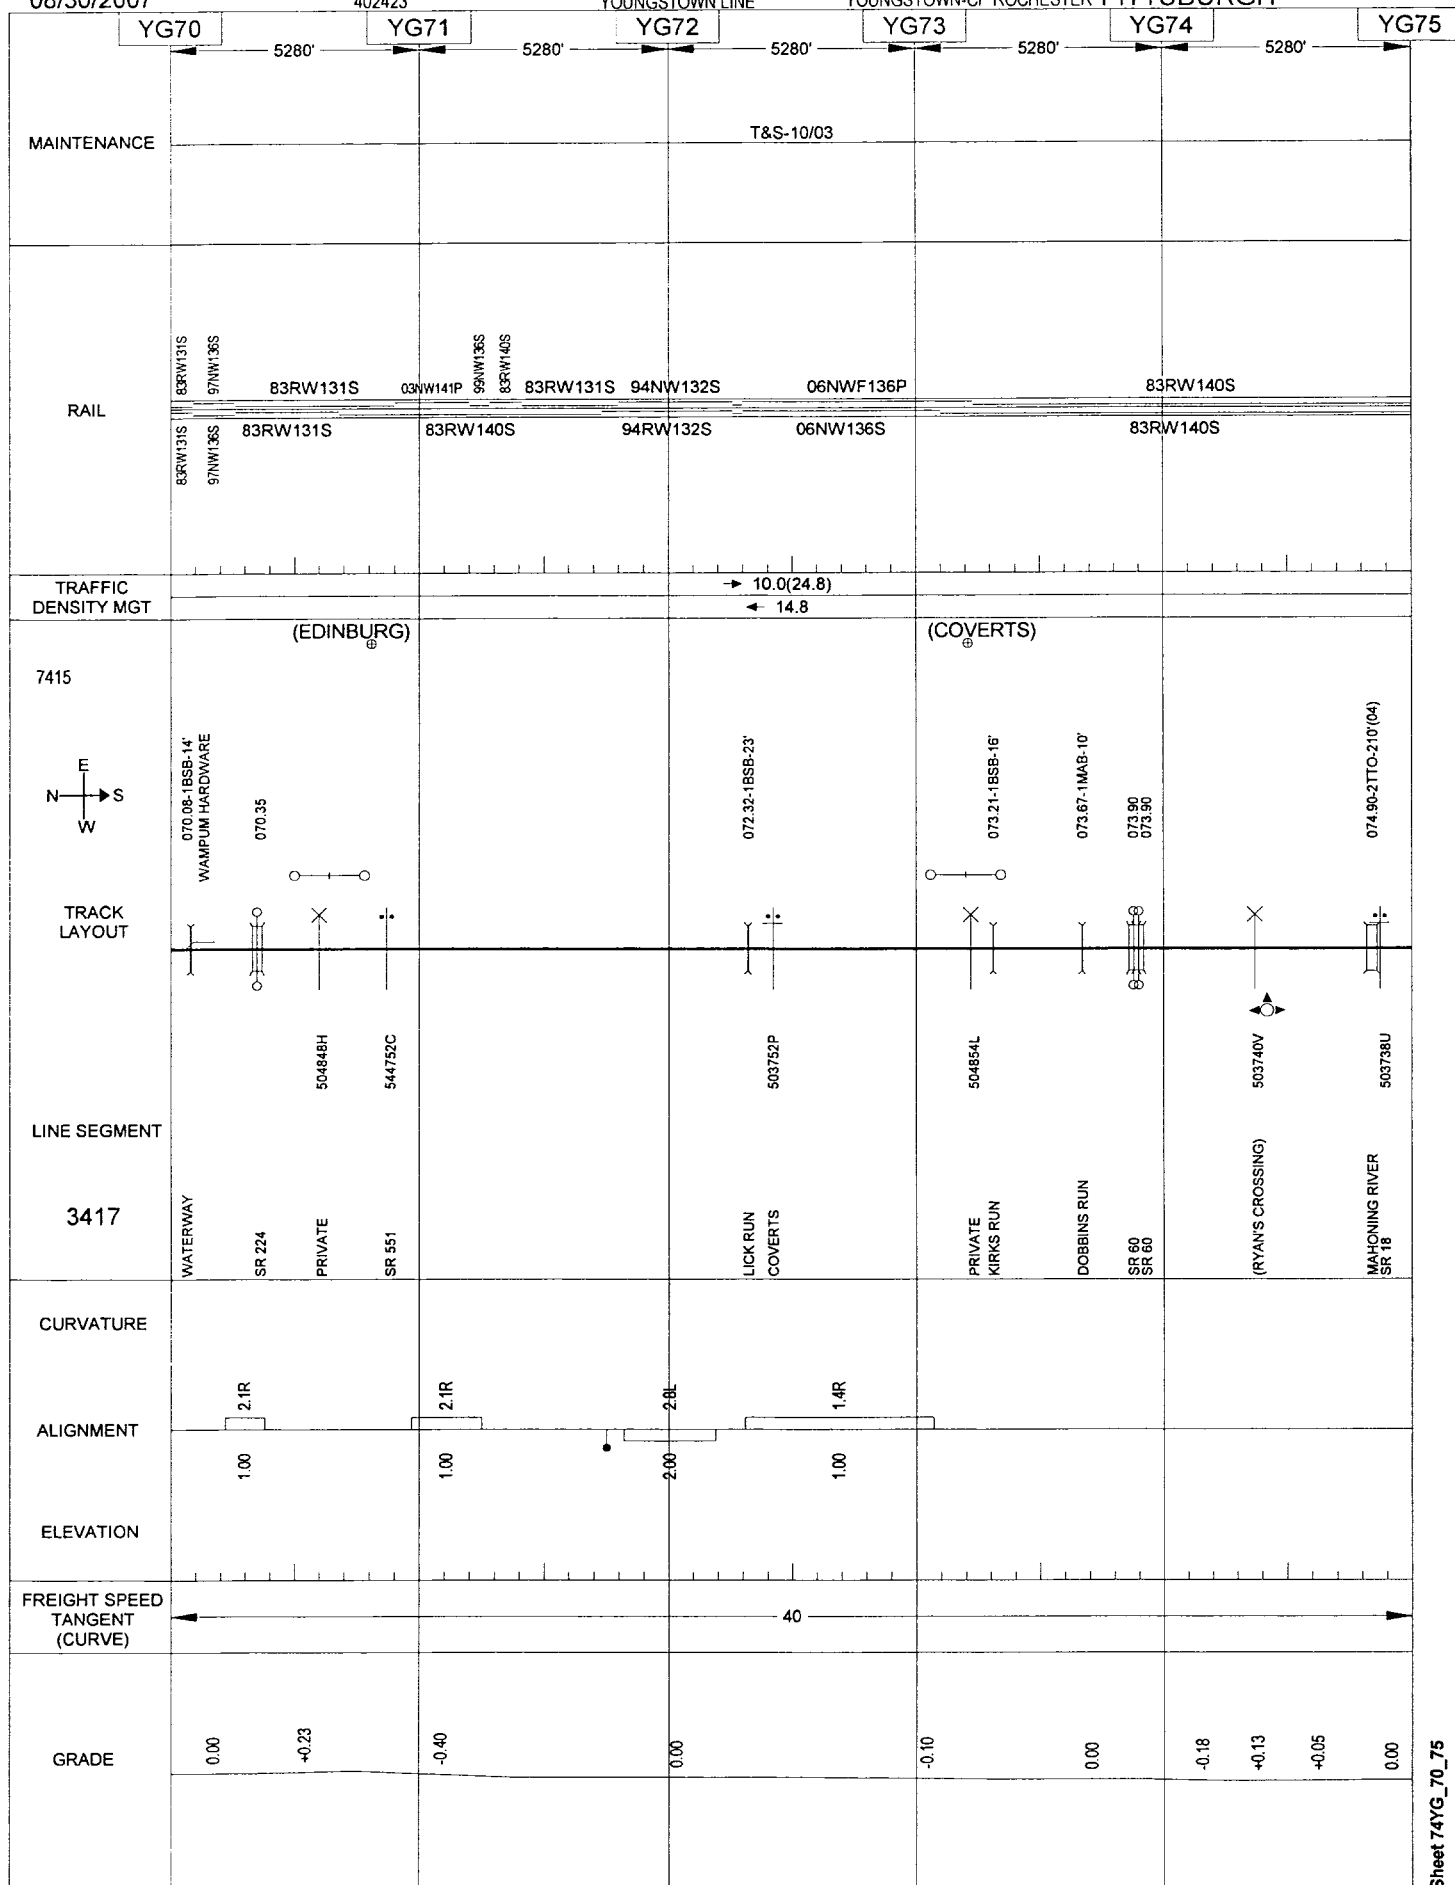 08/30/2007 402423 YOUNGSTOWN LINE YOUNGSTOWN-CP ROCHESTER PITTSBURGH
YG70 YG71 YG72 YG73 YG74 YG75
5280' 5280' 5280' 5280' 5280'
MAINTENANCE
T&S-10/03
RAIL
83RW131S
97NW136S
83RW131S
03NW141P
99NW136S
83RW140S
83RW131S
94NW132S
06NWF136P
83RW140S
83RW131S
97NW136S
83RW131S
83RW140S
94RW132S
06NW136S
83RW140S
TRAFFIC
DENSITY MGT
10.0(24.8)
14.8
(EDINBURG)
(COVERTS)
7415
E
N S
W
070.08-1BSB-14'
WAMPUM HARDWARE
070.35
072.32-1BSB-23'
073.21-1BSB-16'
073.67-1MAB-10'
073.90
073.90
074.90-2TTO-210'(04)
TRACK
LAYOUT
504848H
544752C
503752P
504854L
503740V
503738U
LINE SEGMENT
3417
WATERWAY
SR 224
PRIVATE
SR 551
LICK RUN
COVERTS
PRIVATE
KIRKS RUN
DOBBINS RUN
SR 60
SR 60
(RYAN'S CROSSING)
MAHONING RIVER
SR 18
CURVATURE
2.1R
2.1R
2.8L
1.4R
ALIGNMENT
1.00
1.00
2.00
1.00
ELEVATION
FREIGHT SPEED
TANGENT
(CURVE)
40
GRADE
0.00
+0.23
-0.40
0.00
-0.10
0.00
-0.18
+0.13
+0.05
0.00
Sheet 74YG_70_75